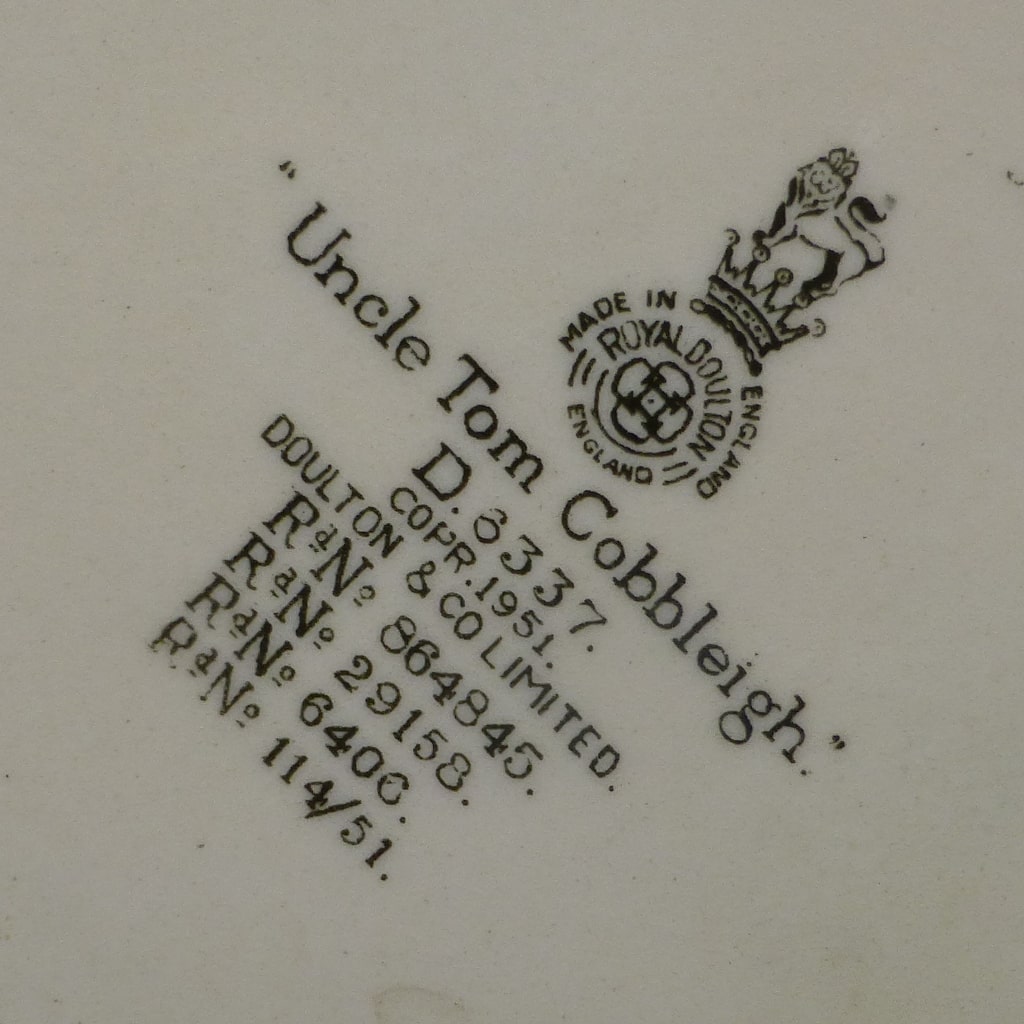 MADE IN
ENGLAND
ROYAL DOULTON
ENGLAND
"Uncle Tom Cobbleigh."
D. 6337.
COPR. 1951.
DOULTON & CO LIMITED.
Rd No 864845.
Rd No 29158.
Rd No 6406.
Rd No 114/51.